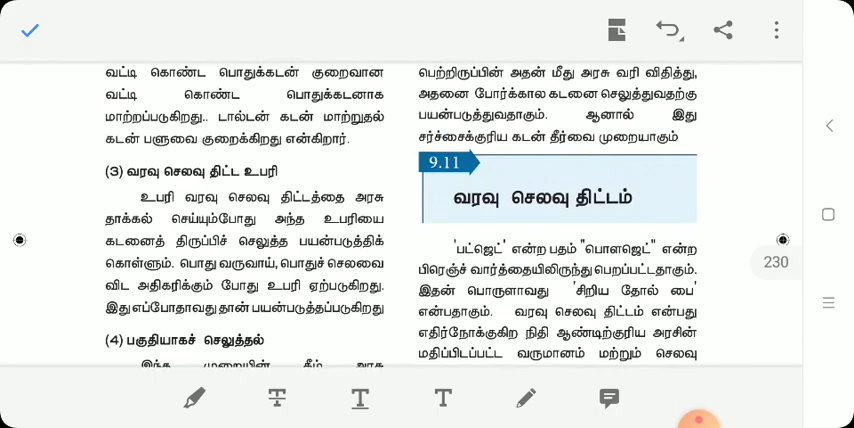 வட்டி கொண்ட பொதுக்கடன் குறைவான
வட்டி கொண்ட பொதுக்கடனாக
மாற்றப்படுகிறது.. டால்டன் கடன் மாற்றுதல்
கடன் பளுவை குறைக்கிறது என்கிறார்.
(3) வரவு செலவு திட்ட உபரி
உபரி வரவு செலவு திட்டத்தை அரசு
தாக்கல் செய்யும்போது அந்த உபரியை
கடனைத் திருப்பிச் செலுத்த பயன்படுத்திக்
கொள்ளும். பொது வருவாய், பொதுச் செலவை
விட அதிகரிக்கும் போது உபரி ஏற்படுகிறது.
இது எப்போதாவது தான் பயன்படுத்தப்படுகிறது
(4) பகுதியாகச் செலுத்தல்
இந்த முறையின் கீழ் அரசு
பெற்றிருப்பின் அதன் மீது அரசு வரி விதித்து,
அதனை போர்க்கால கடனை செலுத்துவதற்கு
பயன்படுத்துவதாகும். ஆனால் இது
சர்ச்சைக்குரிய கடன் தீர்வை முறையாகும்
9.11
வரவு செலவு திட்டம்
'பட்ஜெட்' என்ற பதம் "பௌஜெட்" என்ற
பிரெஞ்ச் வார்த்தையிலிருந்து பெறப்பட்டதாகும்.
இதன் பொருளாவது 'சிறிய தோல் பை'
என்பதாகும். வரவு செலவு திட்டம் என்பது
எதிர்நோக்குகிற நிதி ஆண்டிற்குரிய அரசின்
மதிப்பிடப்பட்ட வருமானம் மற்றும் செலவு
230